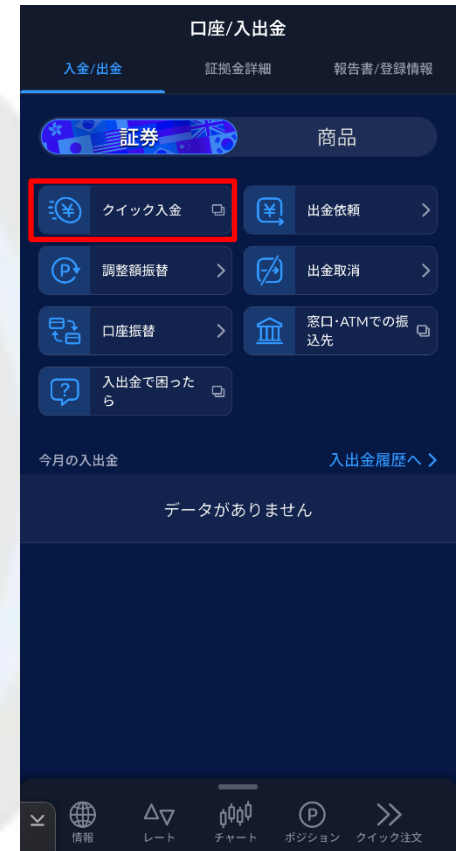 口座/入出金
入金/出金
証拠金詳細
報告書/登録情報
証券
商品
クイック入金
出金依頼
調整額振替
出金取消
口座振替
窓口・ATMでの振
込先
入出金で困った
ら
今月の入出金
入出金履歴へ
データがありません
情報
レート
チャート
ポジション
クイック注文